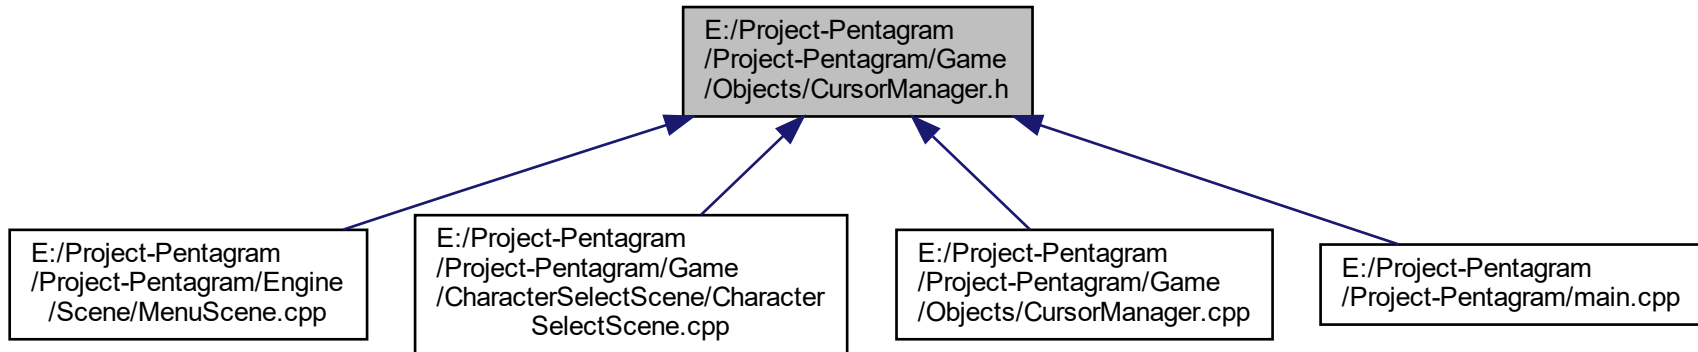 E:/Project-Pentagram
/Project-Pentagram/Game
/Objects/CursorManager.h
E:/Project-Pentagram
/Project-Pentagram/Engine
/Scene/MenuScene.cpp
E:/Project-Pentagram
/Project-Pentagram/Game
/CharacterSelectScene/Character
SelectScene.cpp
E:/Project-Pentagram
/Project-Pentagram/Game
/Objects/CursorManager.cpp
E:/Project-Pentagram
/Project-Pentagram/main.cpp